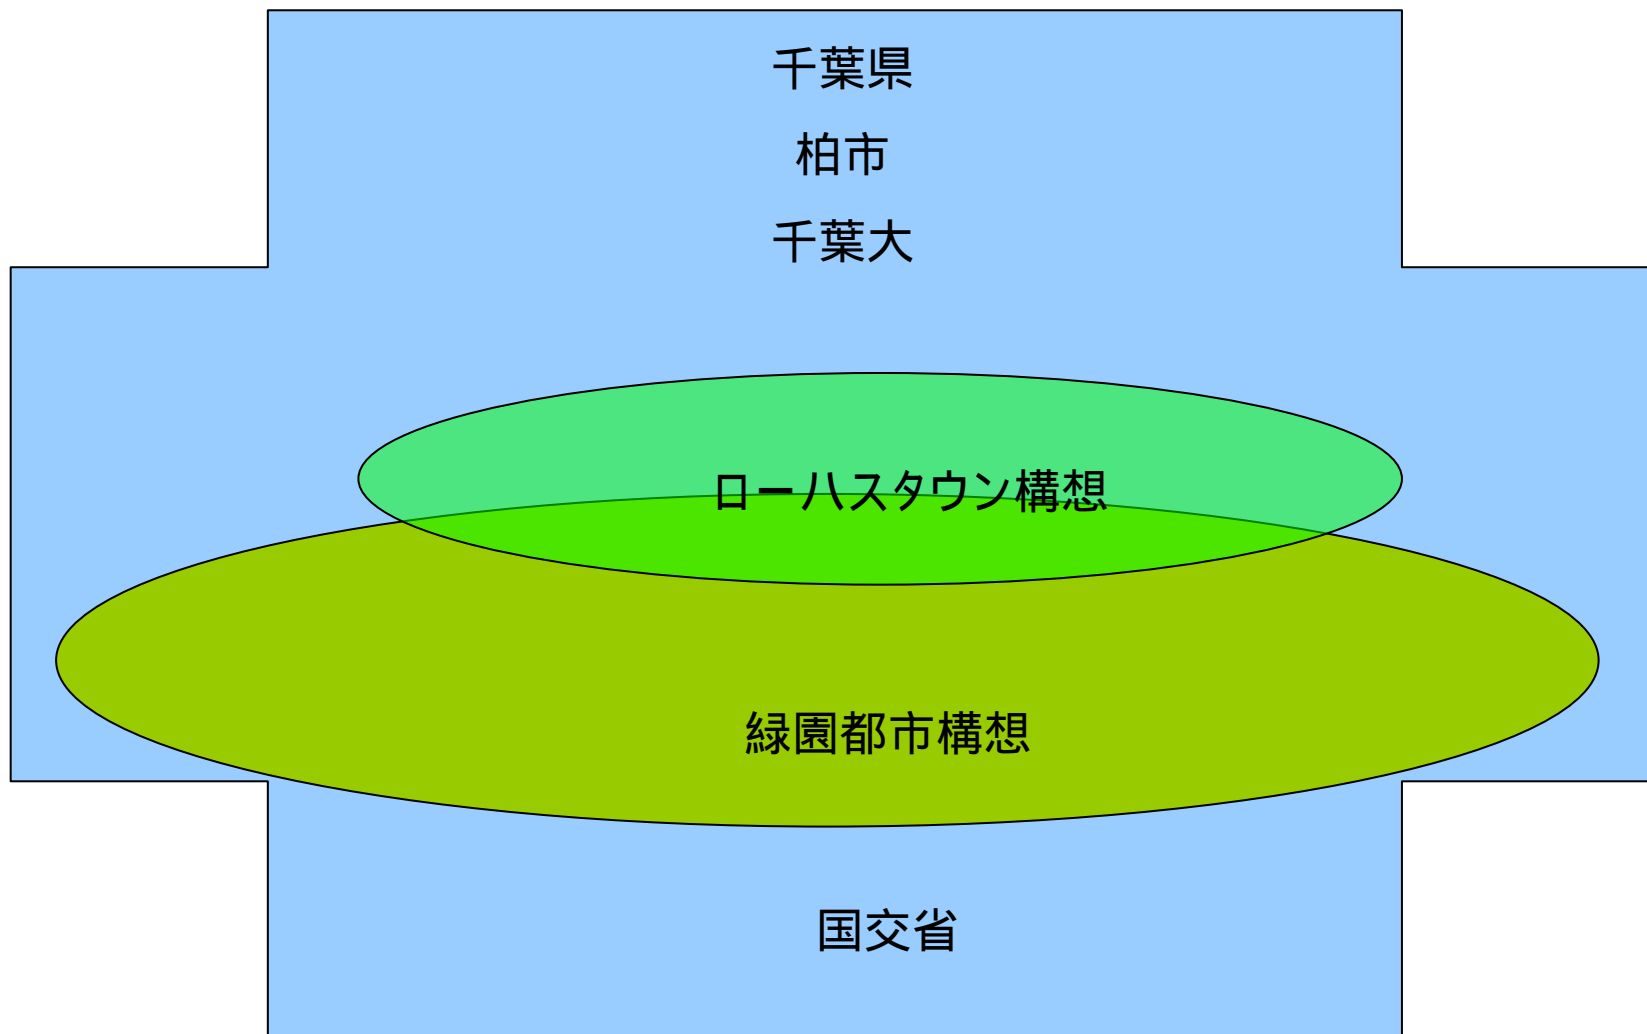 千葉県
柏市
千葉大
ローハスタウン構想
緑園都市構想
国交省